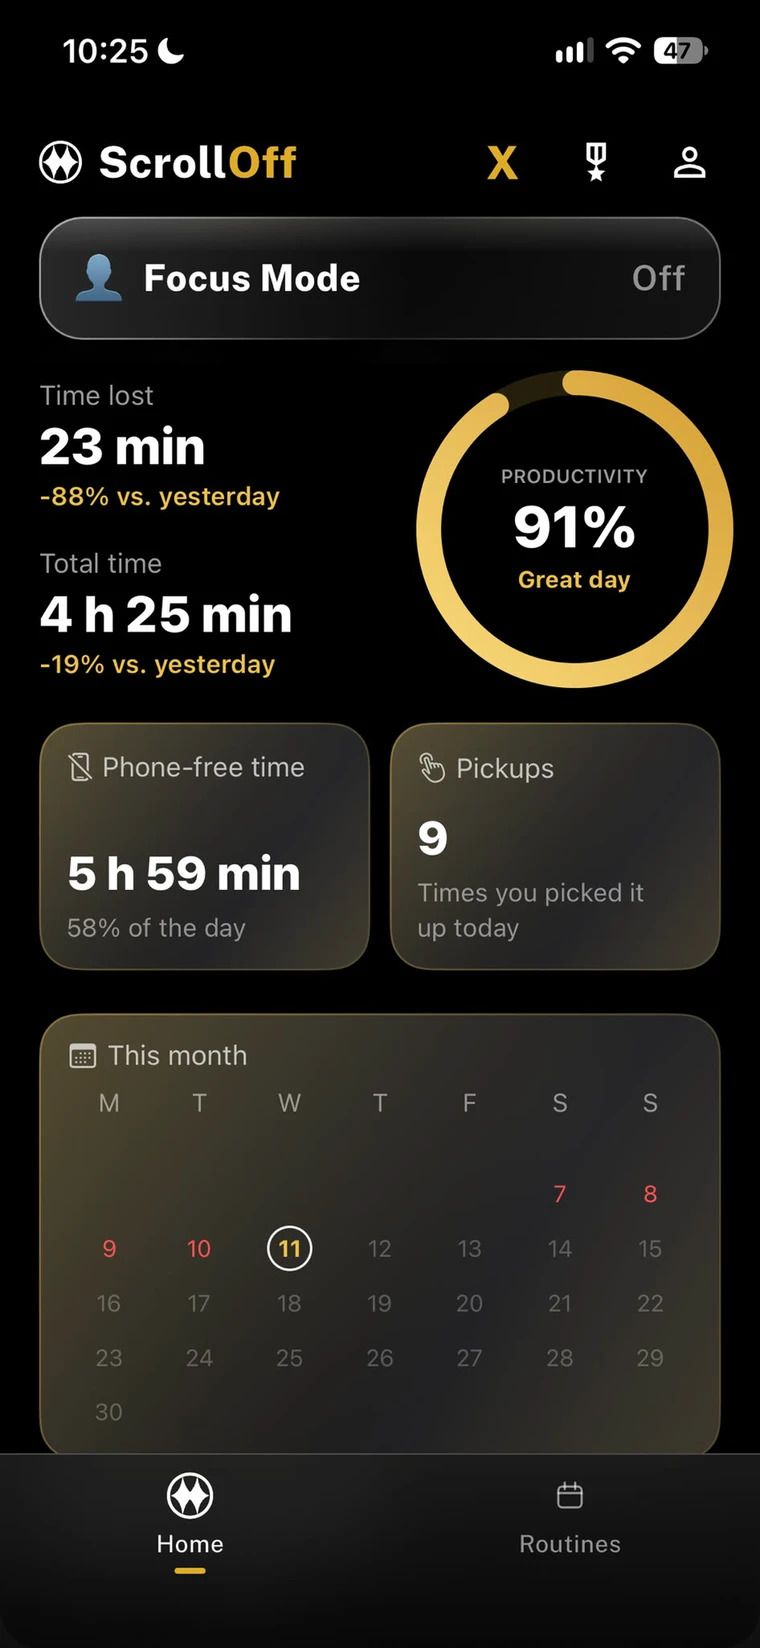 10:25
47
ScrollOff
X
Focus Mode
Off
Time lost
23 min
-88% vs. yesterday
Total time
4 h 25 min
-19% vs. yesterday
PRODUCTIVITY
91%
Great day
Phone-free time
5 h 59 min
58% of the day
Pickups
9
Times you picked it
up today
This month
M T W T F S S
7 8
9 10 11 12 13 14 15
16 17 18 19 20 21 22
23 24 25 26 27 28 29
30
Home
Routines